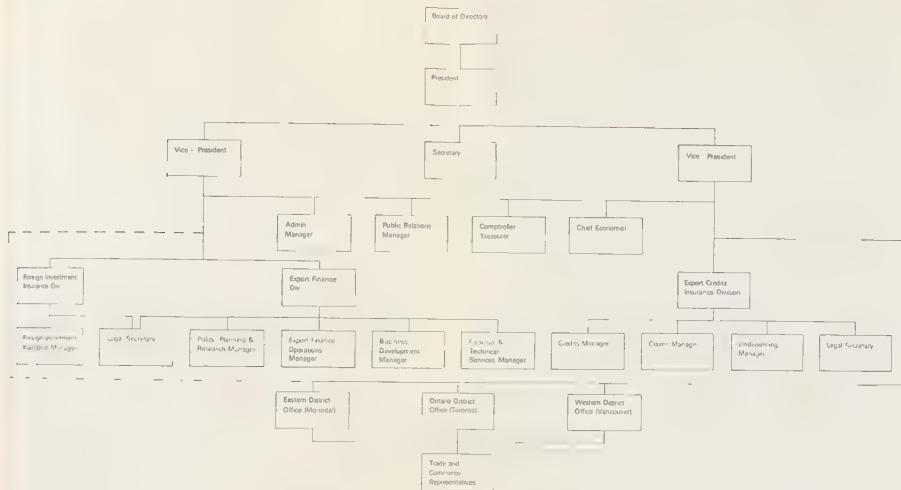 Board of Directors
President
Vice - President
Secretary
Vice President
Admin
Manager
Public Relations
Manager
Comptroller
Treasurer
Chief Economist
Foreign Investment
Insurance Div
Export Finance
Div
Export Credits
Insurance Division
Legal Secretary
Policy Planning &
Research Manager
Export Finance
Operations
Manager
Business
Development
Manager
&
Technical
Services Manager
Credits Manager
Claims Manager
Underwriting
Manager
Legal Secretary
Eastern District
Office (Montréal)
Ontario District
Office (Toronto)
Western District
Office (Vancouver)
Trade and
Commerce
Representatives